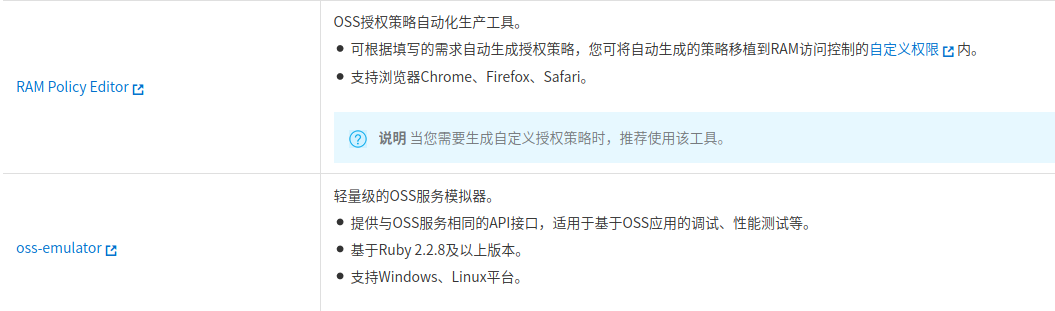 RAM Policy Editor
OSS授权策略自动化生产工具。
● 可根据填写的需求自动生成授权策略，您可将自动生成的策略移植到RAM访问控制的自定义权限 内。
● 支持浏览器Chrome、Firefox、Safari。
说明 当您需要生成自定义授权策略时，推荐使用该工具。
oss-emulator
轻量级的OSS服务模拟器。
● 提供与OSS服务相同的API接口，适用于基于OSS应用的调试、性能测试等。
● 基于Ruby 2.2.8及以上版本。
● 支持Windows、Linux平台。